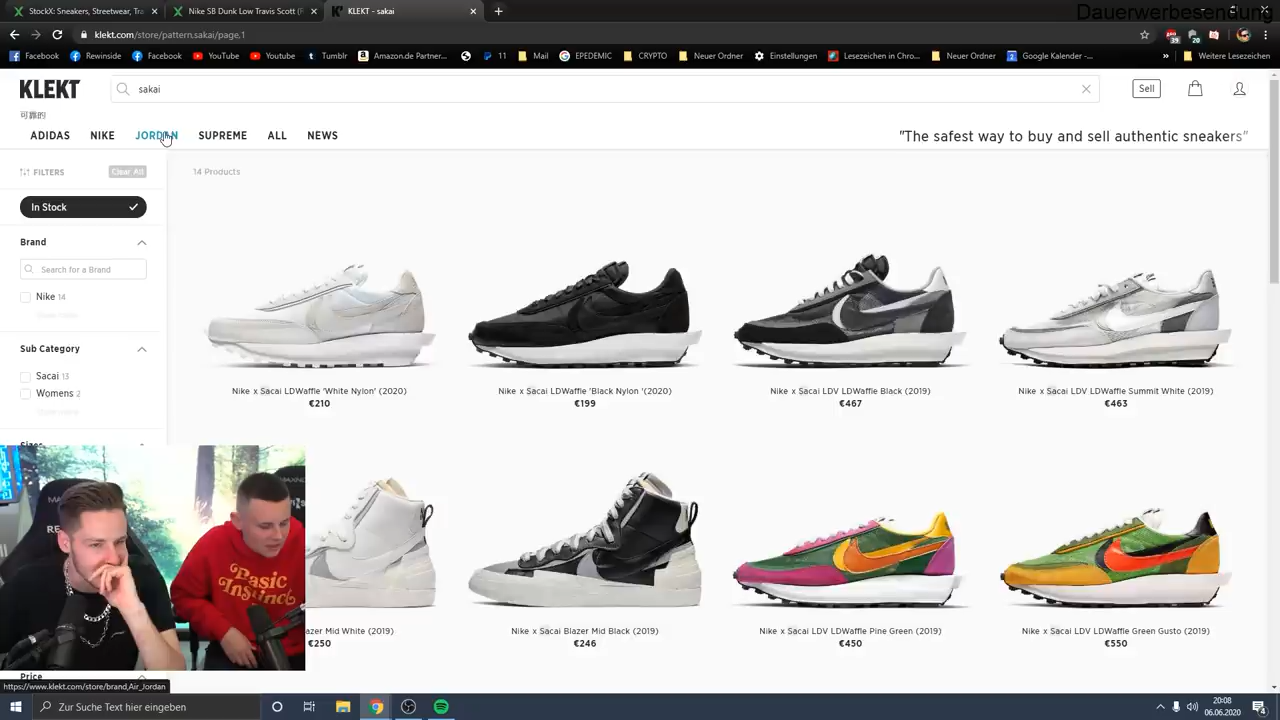 Dauerwerbesendung
StockX: Sneakers, Streetwear, Tra
Nike SB Dunk Low Travis Scott (
KLEKT - sakai
klekt.com/store/pattern.sakai/page,1
Facebook
Rewinside
Facebook
YouTube
Youtube
Tumblr
Amazon.de Partner...
11
Mail
EPEDEMIC
CRYPTO
Neuer Ordner
Einstellungen
Lesezeichen in Chro...
Neuer Ordner
Google Kalender -...
Weitere Lesezeichen
KLEKT
sakai
Sell
可靠的
ADIDAS
NIKE
JORDAN
SUPREME
ALL
NEWS
"The safest way to buy and sell authentic sneakers"
FILTERS
Clear All
14 Products
In Stock
Brand
Search for a Brand
Nike 14
Sub Category
Sacai 13
Womens 2
Sizes
Nike x Sacai LDWaffle 'White Nylon' (2020)
€210
Nike x Sacai LDWaffle 'Black Nylon '(2020)
€199
Nike x Sacai LDV LDWaffle Black (2019)
€467
Nike x Sacai LDV LDWaffle Summit White (2019)
€463
Basic
Instinct
azer Mid White (2019)
€250
Nike x Sacai Blazer Mid Black (2019)
€246
Nike x Sacai LDV LDWaffle Pine Green (2019)
€450
Nike x Sacai LDV LDWaffle Green Gusto (2019)
€550
Price
https://www.klekt.com/store/brand,Air_Jordan
Zur Suche Text hier eingeben
20:08
06.06.2020